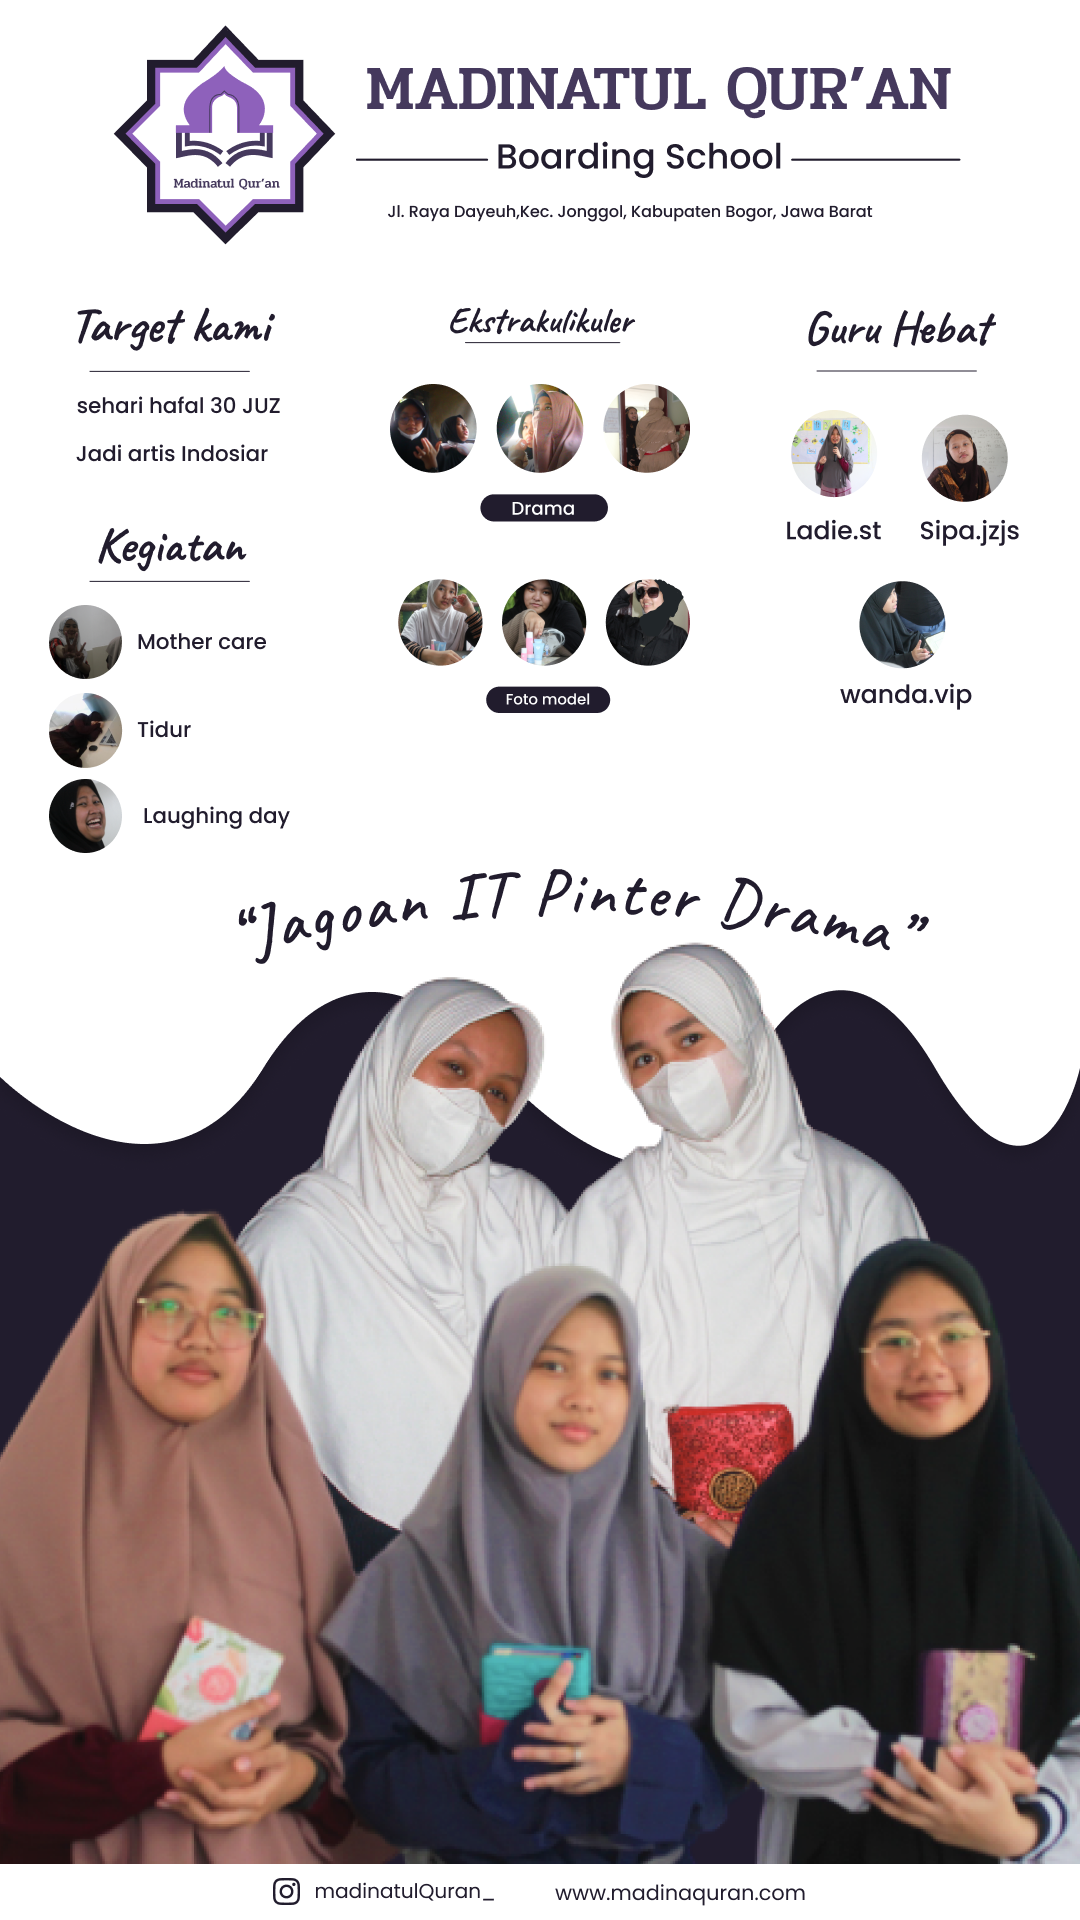 Madinatul Qur'an
MADINATUL QUR'AN
Boarding School
Jl. Raya Dayeuh,Kec. Jonggol, Kabupaten Bogor, Jawa Barat
Target kami
sehari hafal 30 JUZ
Jadi artis Indosiar
Kegiatan
Mother care
Tidur
Laughing day
Ekstrakulikuler
Drama
Foto model
Guru Hebat
Ladie.st
Sipa.jzjs
wanda.vip
“Jagoan IT Pinter Drama”
madinatulQuran_
www.madinaquran.com